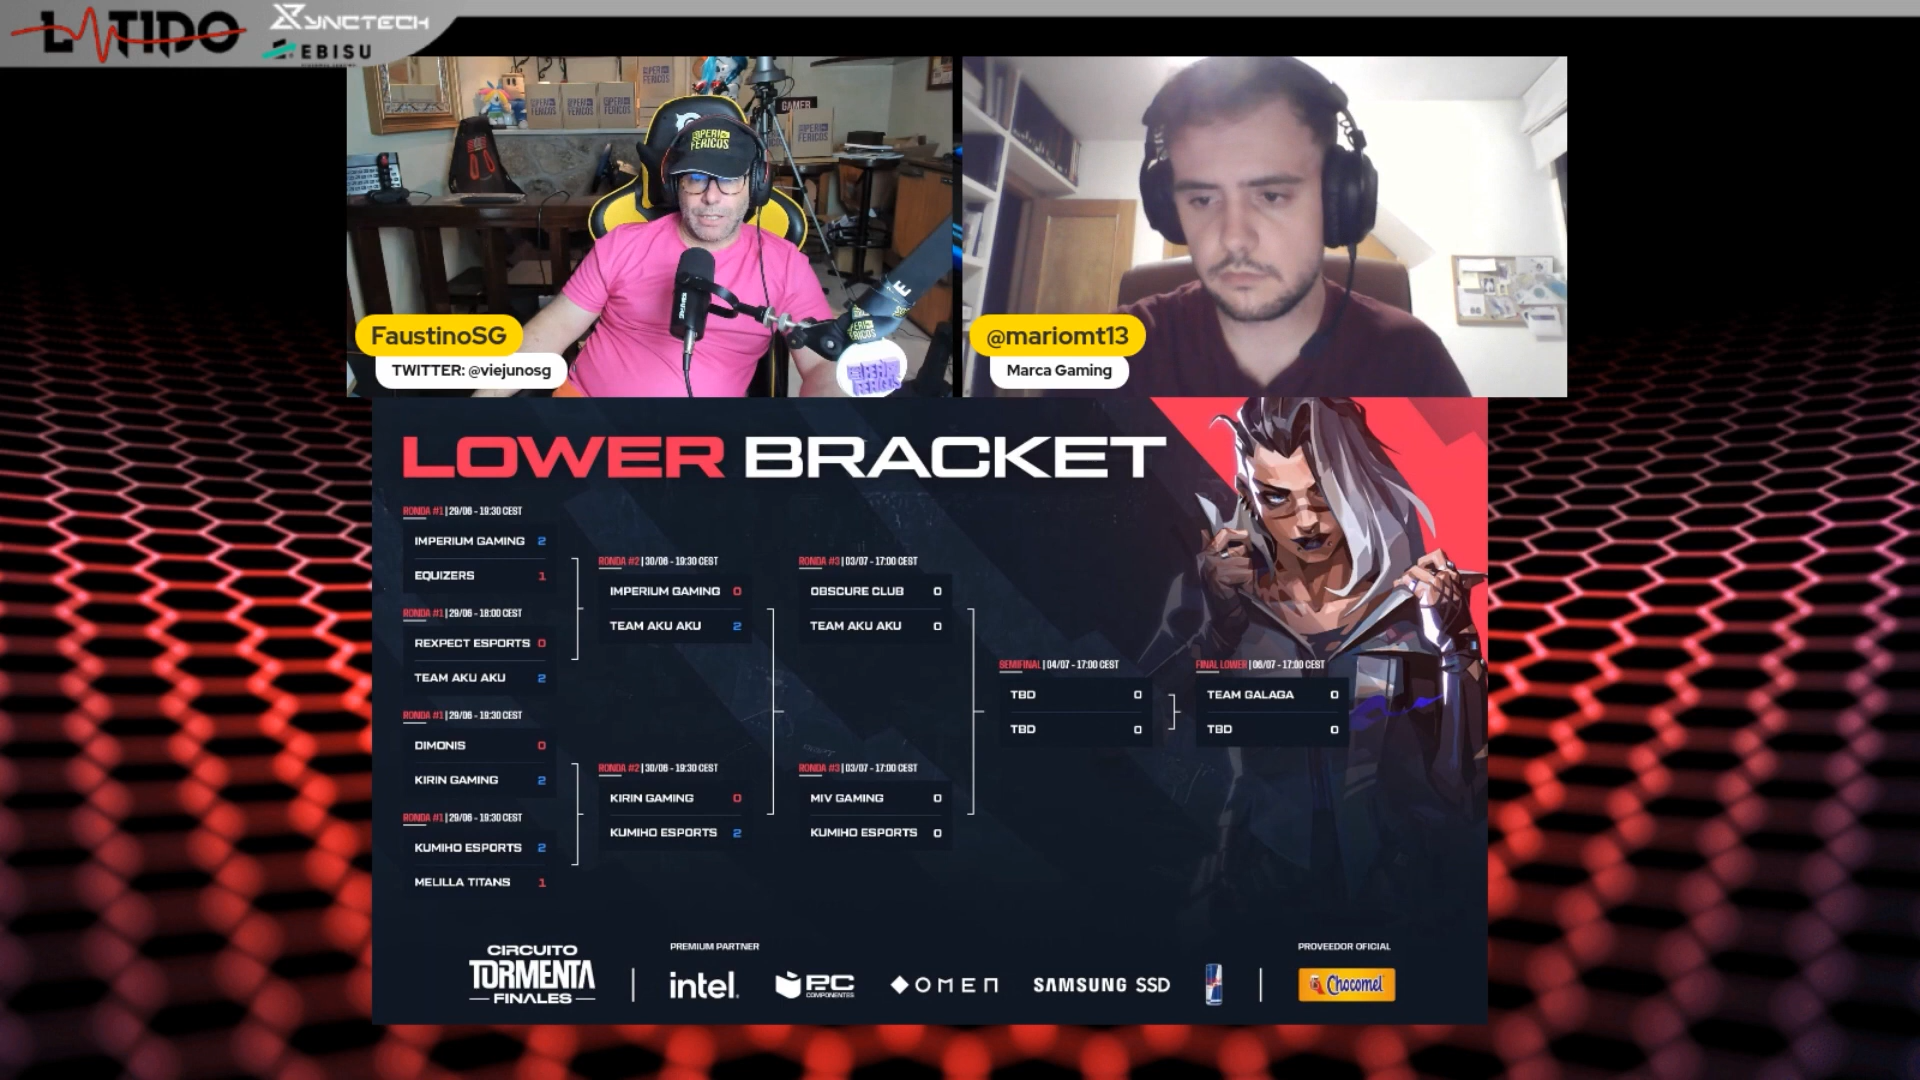 LATIDO
XYNCTECH
EBISU
GAMER
FaustinoSG
TWITTER: @viejunosg
@mariomt13
Marca Gaming
LOWER BRACKET
RONDA #1 | 29/06 - 19:30 CEST
IMPERIUM GAMING 2
EQUIZERS 1
RONDA #1 | 29/06 - 18:00 CEST
REXPECT ESPORTS 0
TEAM AKU AKU 2
RONDA #1 | 29/06 - 19:30 CEST
DIMONIS 0
KIRIN GAMING 2
RONDA #1 | 29/06 - 19:30 CEST
KUMIHO ESPORTS 2
MELILLA TITANS 1
RONDA #2 | 30/06 - 19:30 CEST
IMPERIUM GAMING 0
TEAM AKU AKU 2
RONDA #2 | 30/06 - 19:30 CEST
KIRIN GAMING 0
KUMIHO ESPORTS 2
RONDA #3 | 03/07 - 17:00 CEST
OBSCURE CLUB 0
TEAM AKU AKU 0
RONDA #3 | 03/07 - 17:00 CEST
MIV GAMING 0
KUMIHO ESPORTS 0
SEMIFINAL | 04/07 - 17:00 CEST
TBD 0
TBD 0
FINAL LOWER | 06/07 - 17:00 CEST
TEAM GALAGA 0
TBD 0
CIRCUITO
TORMENTA
FINALES
PREMIUM PARTNER
intel.
PC
COMPONENTES
OMEN
SAMSUNG SSD
PROVEEDOR OFICIAL
Chocomel